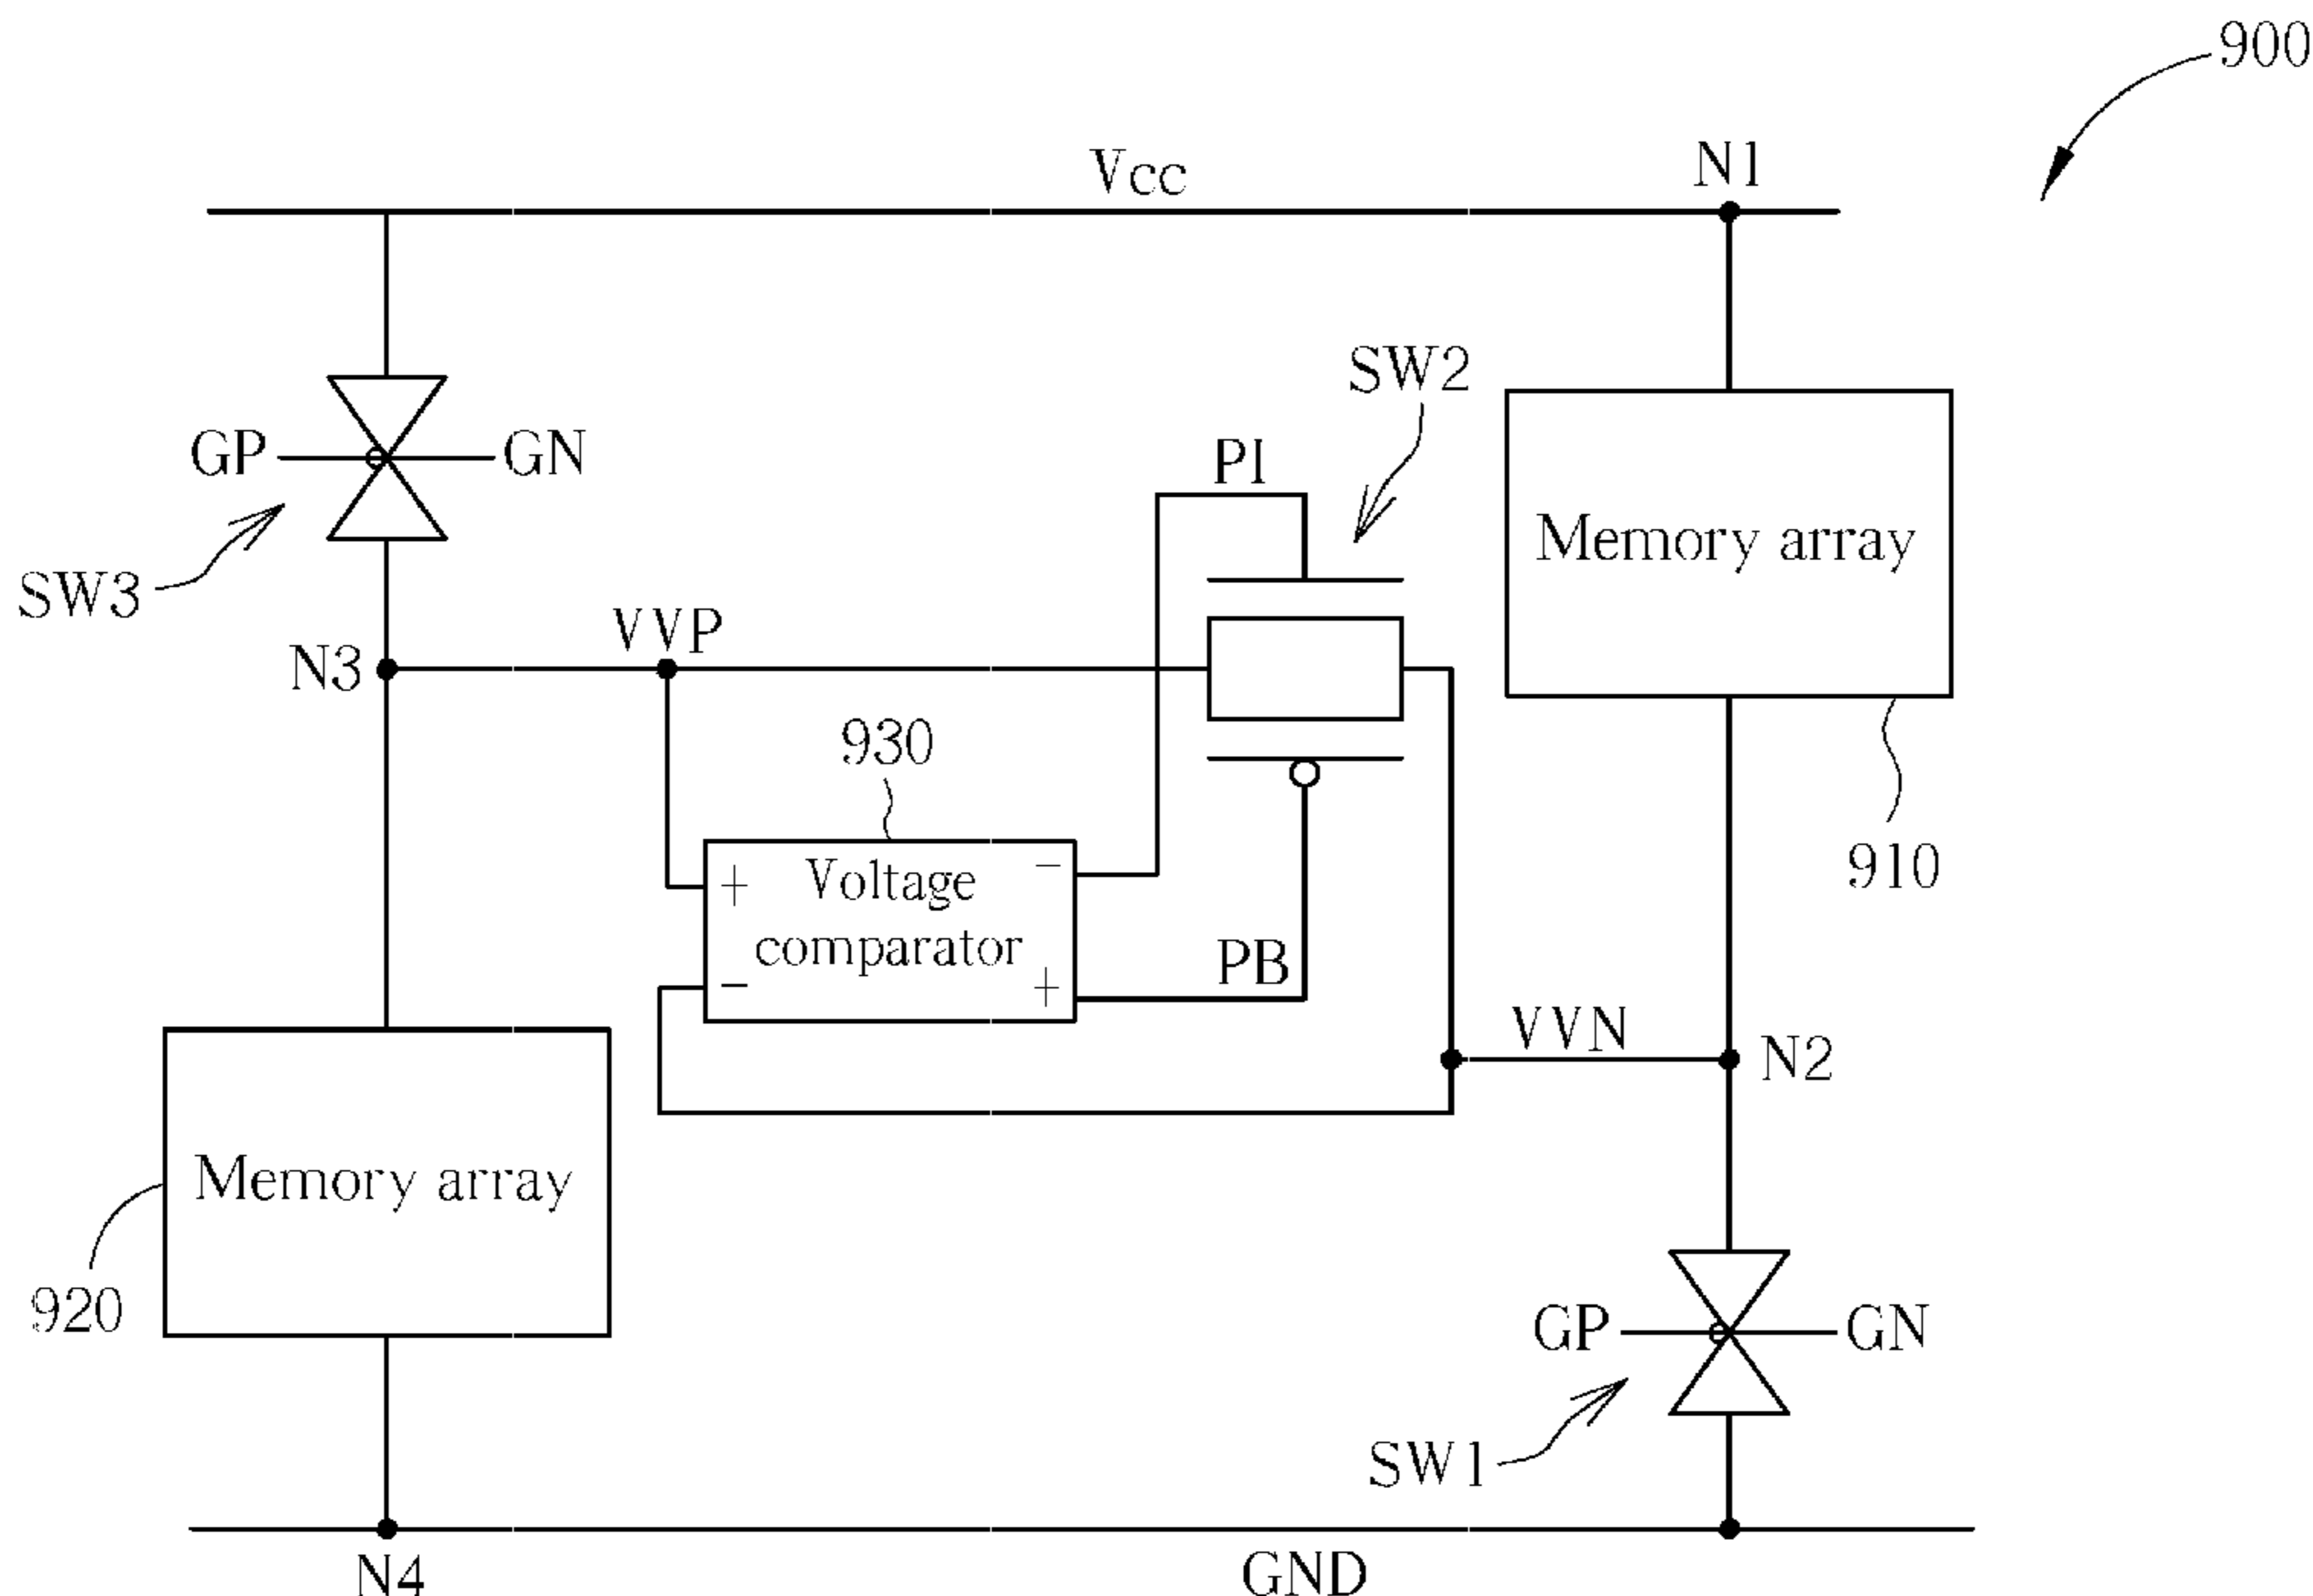 900
Vcc
N1
SW2
GP
GN
PI
Memory array
SW3
VVP
N3
930
+
Voltage
comparator
−
−
+
910
PB
VVN
N2
Memory array
920
GP
GN
SW1
N4
GND